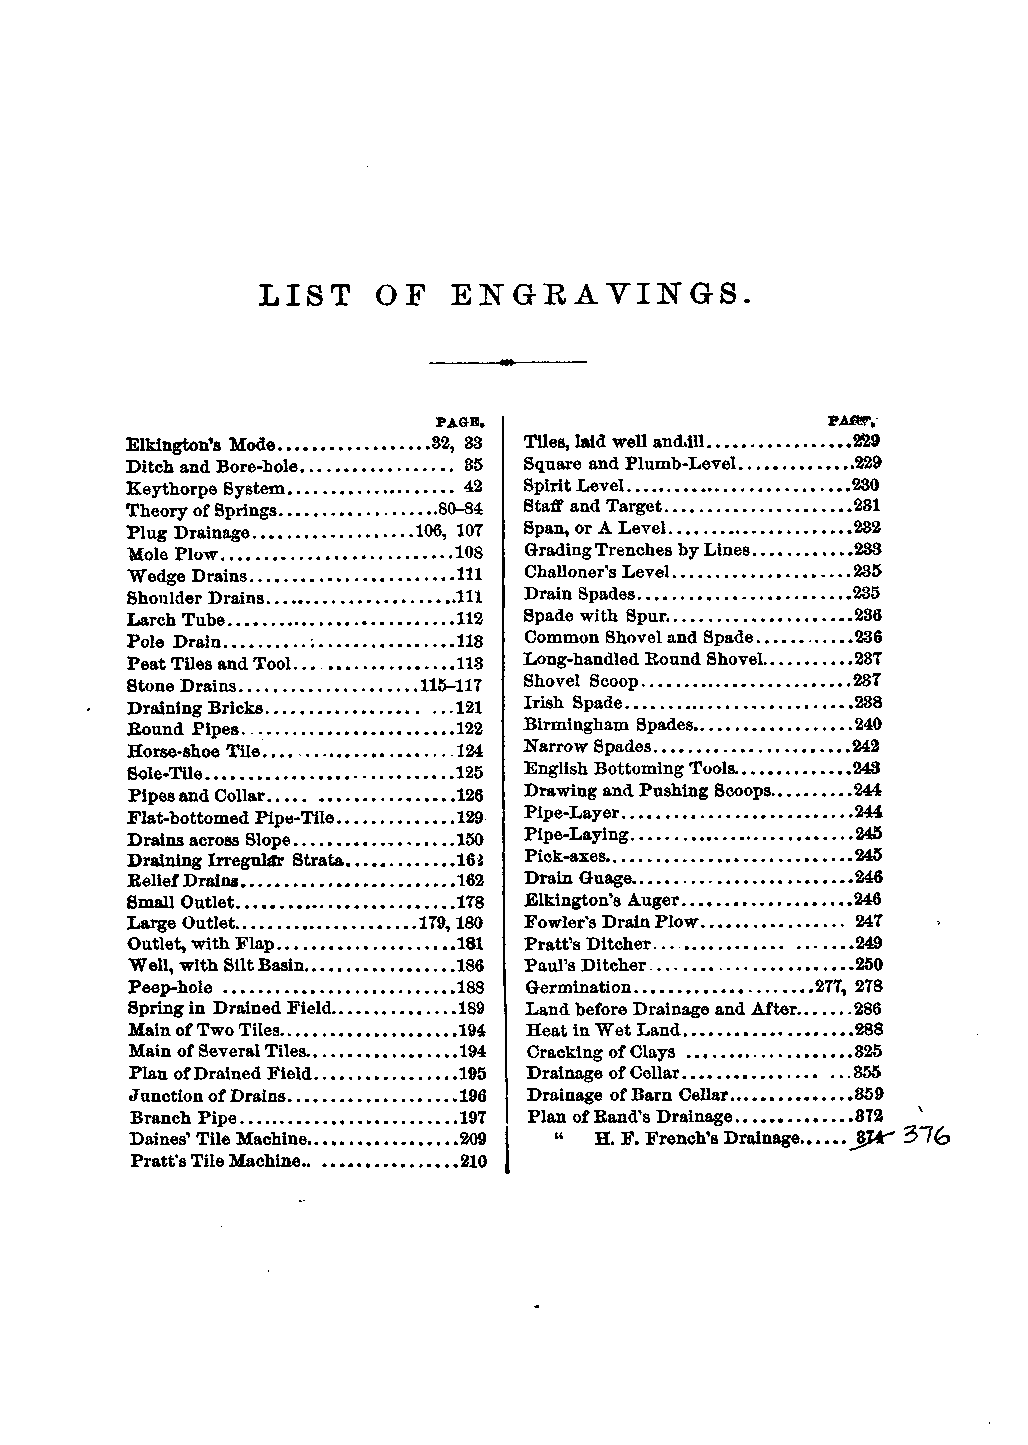 LIST OF ENGRAVINGS.
PAGE.
Elkington's Mode..................32, 33
Ditch and Bore-hole.................. 35
Keythorpe System.................... 42
Theory of Springs...................80–84
Plug Drainage...................106, 107
Mole Plow...........................108
Wedge Drains........................111
Shoulder Drains......................111
Larch Tube..........................112
Pole Drain...........................113
Peat Tiles and Tool...................113
Stone Drains.....................115–117
Draining Bricks......................121
Round Pipes.........................122
Horse-shoe Tile......................124
Sole-Tile.............................125
Pipes and Collar......................126
Flat-bottomed Pipe-Tile..............129
Drains across Slope...................150
Draining Irregular Strata.............162
Relief Drains.........................162
Small Outlet..........................178
Large Outlet.....................179, 180
Outlet, with Flap.....................181
Well, with Silt Basin..................186
Peep-hole ...........................188
Spring in Drained Field...............189
Main of Two Tiles....................194
Main of Several Tiles..................194
Plan of Drained Field.................195
Junction of Drains....................196
Branch Pipe..........................197
Daines' Tile Machine..................209
Pratt's Tile Machine.. ................210
PAGE.
Tiles, laid well and ill.................229
Square and Plumb-Level..............229
Spirit Level..........................230
Staff and Target......................231
Span, or A Level......................232
Grading Trenches by Lines............233
Challoner's Level.....................235
Drain Spades.........................235
Spade with Spur......................236
Common Shovel and Spade............236
Long-handled Round Shovel...........237
Shovel Scoop.........................237
Irish Spade...........................238
Birmingham Spades...................240
Narrow Spades.......................242
English Bottoming Tools..............243
Drawing and Pushing Scoops..........244
Pipe-Layer...........................244
Pipe-Laying..........................245
Pick-axes.............................245
Drain Guage..........................246
Elkington's Auger....................246
Fowler's Drain Plow................. 247
Pratt's Ditcher.......................249
Paul's Ditcher........................250
Germination.....................277, 278
Land before Drainage and After.......286
Heat in Wet Land....................288
Cracking of Clays ....................325
Drainage of Cellar....................355
Drainage of Barn Cellar...............359
Plan of Rand's Drainage..............372
“ H. F. French's Drainage...... 374 376